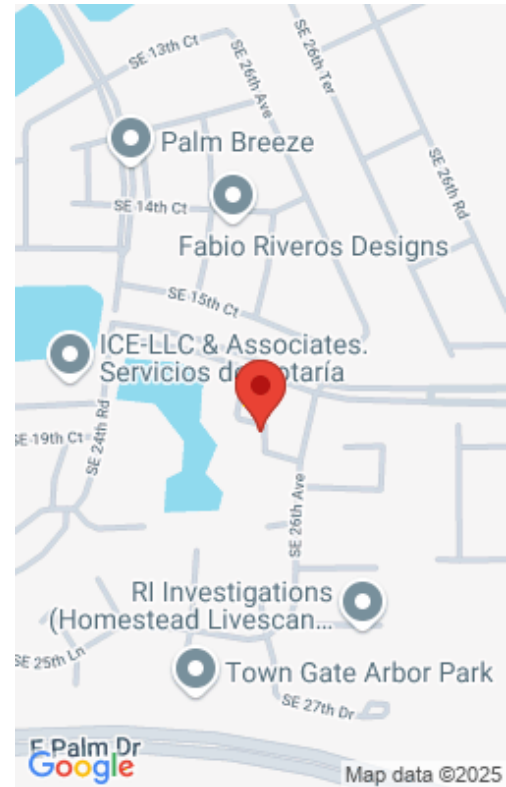 SE 13th Ct
SE 26th Ave
SE 26th Ter
Palm Breeze
SE 26th Rd
SE 14th Ct
Fabio Riveros Designs
SE 15th Ct
ICE-LLC & Associates.
Servicios de Notaría
SE 24th Rd
SE 19th Ct
SE 26th Ave
RI Investigations
(Homestead Livescan...
SE 25th Ln
Town Gate Arbor Park
SE 27th Dr
E Palm Dr
Google
Map data ©2025